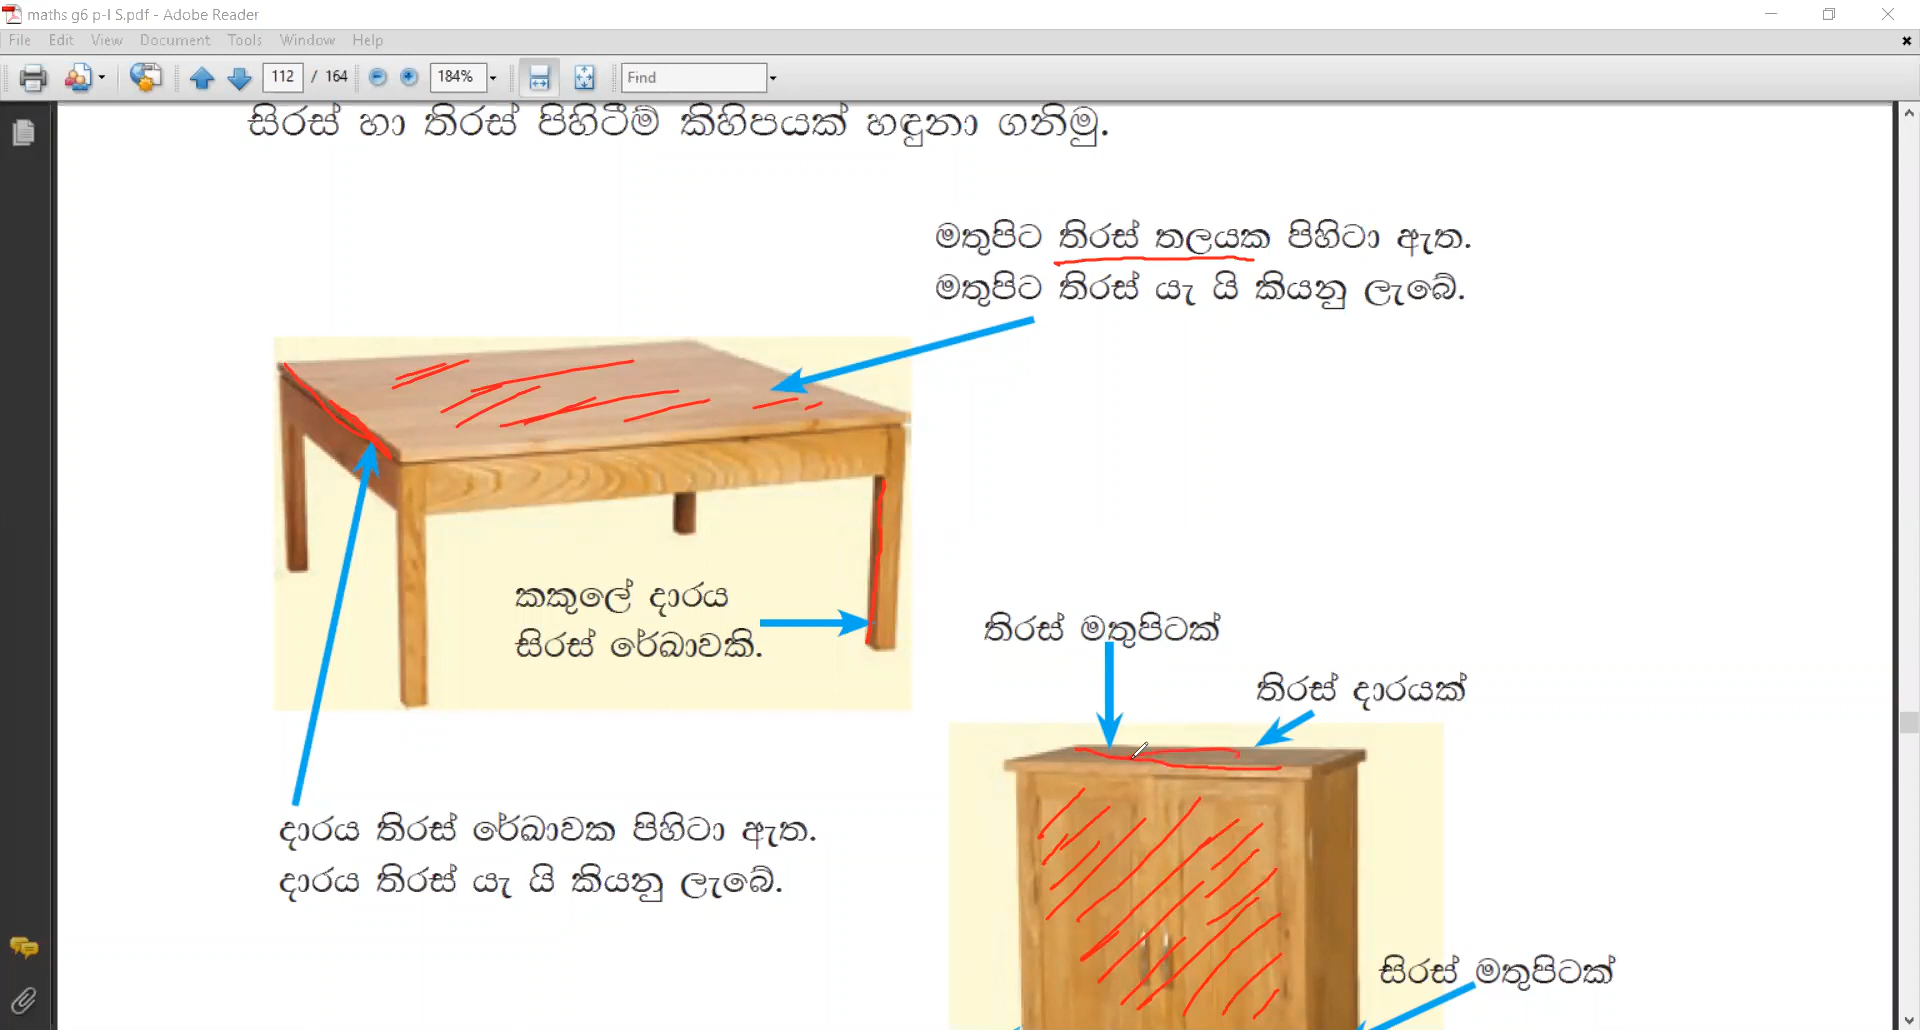 maths g6 p-I S.pdf - Adobe Reader
File Edit View Document Tools Window Help
112 / 164 184% Find
සිරස් හා තිරස් පිහිටීම් කිහිපයක් හඳුනා ගනිමු.
මතුපිට තිරස් තලයක පිහිටා ඇත.
මතුපිට තිරස් යැ යි කියනු ලැබේ.
කකුලේ දාරය
සිරස් රේඛාවකි.
තිරස් මතුපිටක්
තිරස් දාරයක්
දාරය තිරස් රේඛාවක පිහිටා ඇත.
දාරය තිරස් යැ යි කියනු ලැබේ.
සිරස් මතුපිටක්